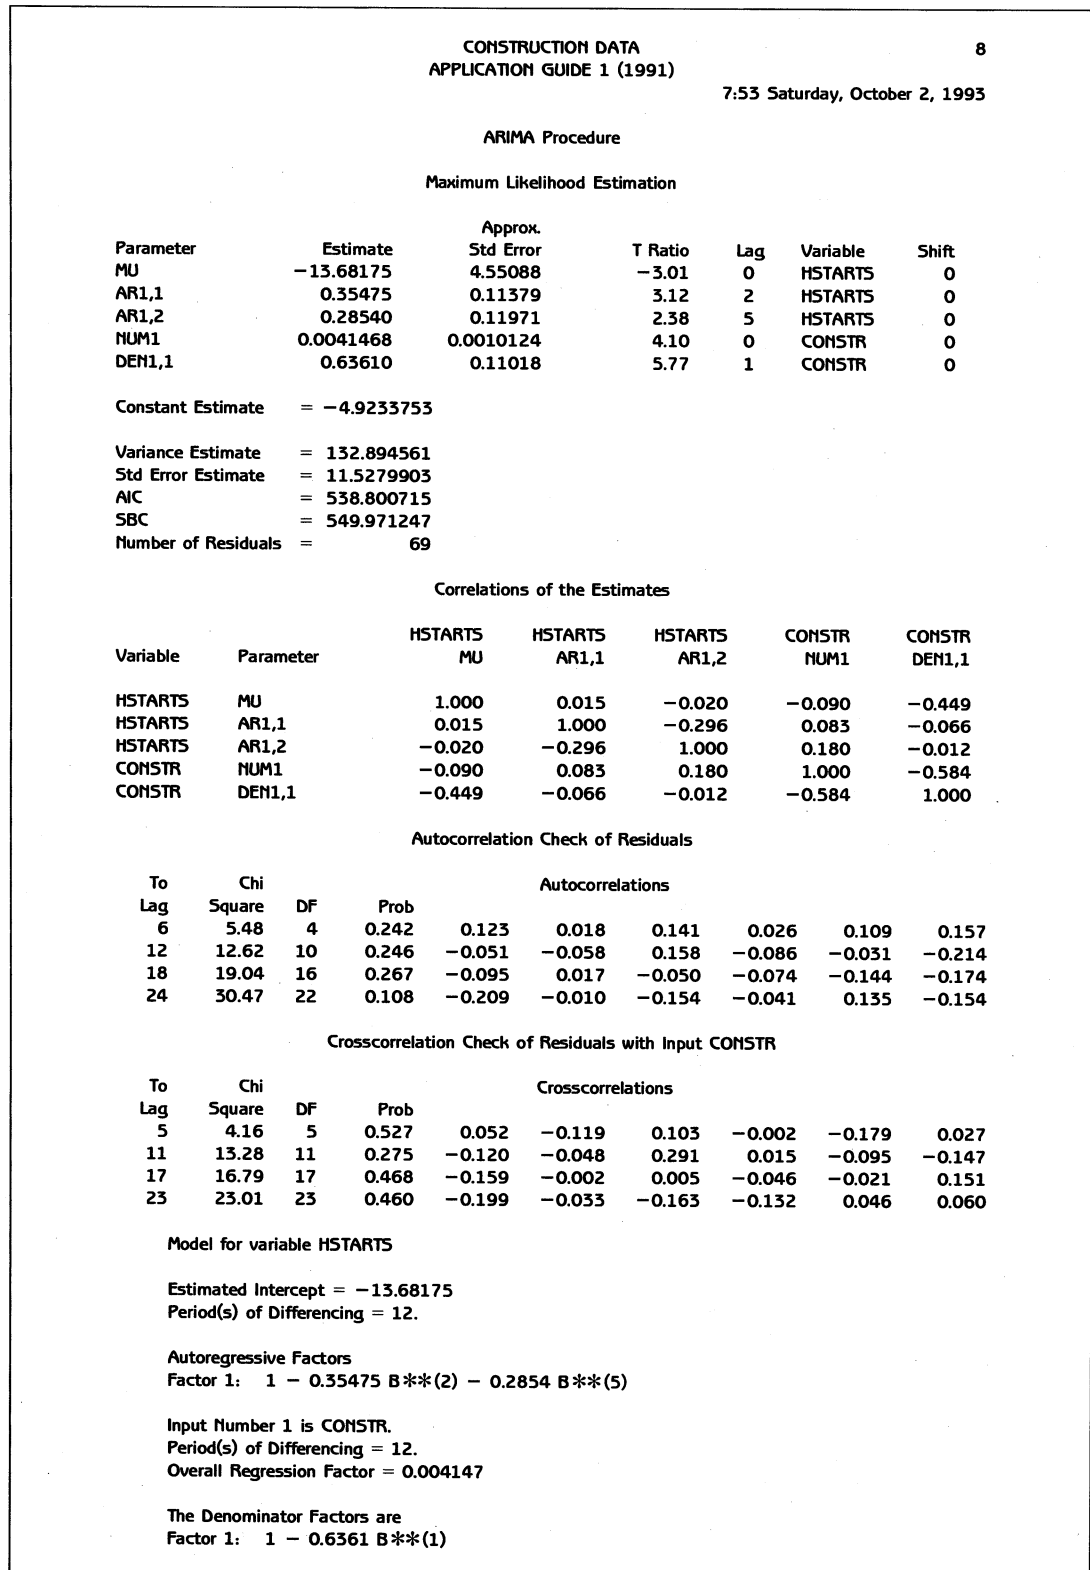 CONSTRUCTION DATA 8
APPLICATION GUIDE 1 (1991)
7:53 Saturday, October 2, 1993
ARIMA Procedure
Maximum Likelihood Estimation
Approx.
Parameter Estimate Std Error T Ratio Lag Variable Shift
MU −13.68175 4.55088 −3.01 0 HSTARTS 0
AR1,1 0.35475 0.11379 3.12 2 HSTARTS 0
AR1,2 0.28540 0.11971 2.38 5 HSTARTS 0
NUM1 0.0041468 0.0010124 4.10 0 CONSTR 0
DEN1,1 0.63610 0.11018 5.77 1 CONSTR 0
Constant Estimate = −4.9233753
Variance Estimate = 132.894561
Std Error Estimate = 11.5279903
AIC = 538.800715
SBC = 549.971247
Number of Residuals = 69
Correlations of the Estimates
HSTARTS HSTARTS HSTARTS CONSTR CONSTR
Variable Parameter MU AR1,1 AR1,2 NUM1 DEN1,1
HSTARTS MU 1.000 0.015 −0.020 −0.090 −0.449
HSTARTS AR1,1 0.015 1.000 −0.296 0.083 −0.066
HSTARTS AR1,2 −0.020 −0.296 1.000 0.180 −0.012
CONSTR NUM1 −0.090 0.083 0.180 1.000 −0.584
CONSTR DEN1,1 −0.449 −0.066 −0.012 −0.584 1.000
Autocorrelation Check of Residuals
To Chi Autocorrelations
Lag Square DF Prob
6 5.48 4 0.242 0.123 0.018 0.141 0.026 0.109 0.157
12 12.62 10 0.246 −0.051 −0.058 0.158 −0.086 −0.031 −0.214
18 19.04 16 0.267 −0.095 0.017 −0.050 −0.074 −0.144 −0.174
24 30.47 22 0.108 −0.209 −0.010 −0.154 −0.041 0.135 −0.154
Crosscorrelation Check of Residuals with Input CONSTR
To Chi Crosscorrelations
Lag Square DF Prob
5 4.16 5 0.527 0.052 −0.119 0.103 −0.002 −0.179 0.027
11 13.28 11 0.275 −0.120 −0.048 0.291 0.015 −0.095 −0.147
17 16.79 17 0.468 −0.159 −0.002 0.005 −0.046 −0.021 0.151
23 23.01 23 0.460 −0.199 −0.033 −0.163 −0.132 0.046 0.060
Model for variable HSTARTS
Estimated Intercept = −13.68175
Period(s) of Differencing = 12.
Autoregressive Factors
Factor 1: 1 − 0.35475 B**(2) − 0.2854 B**(5)
Input Number 1 is CONSTR.
Period(s) of Differencing = 12.
Overall Regression Factor = 0.004147
The Denominator Factors are
Factor 1: 1 − 0.6361 B**(1)